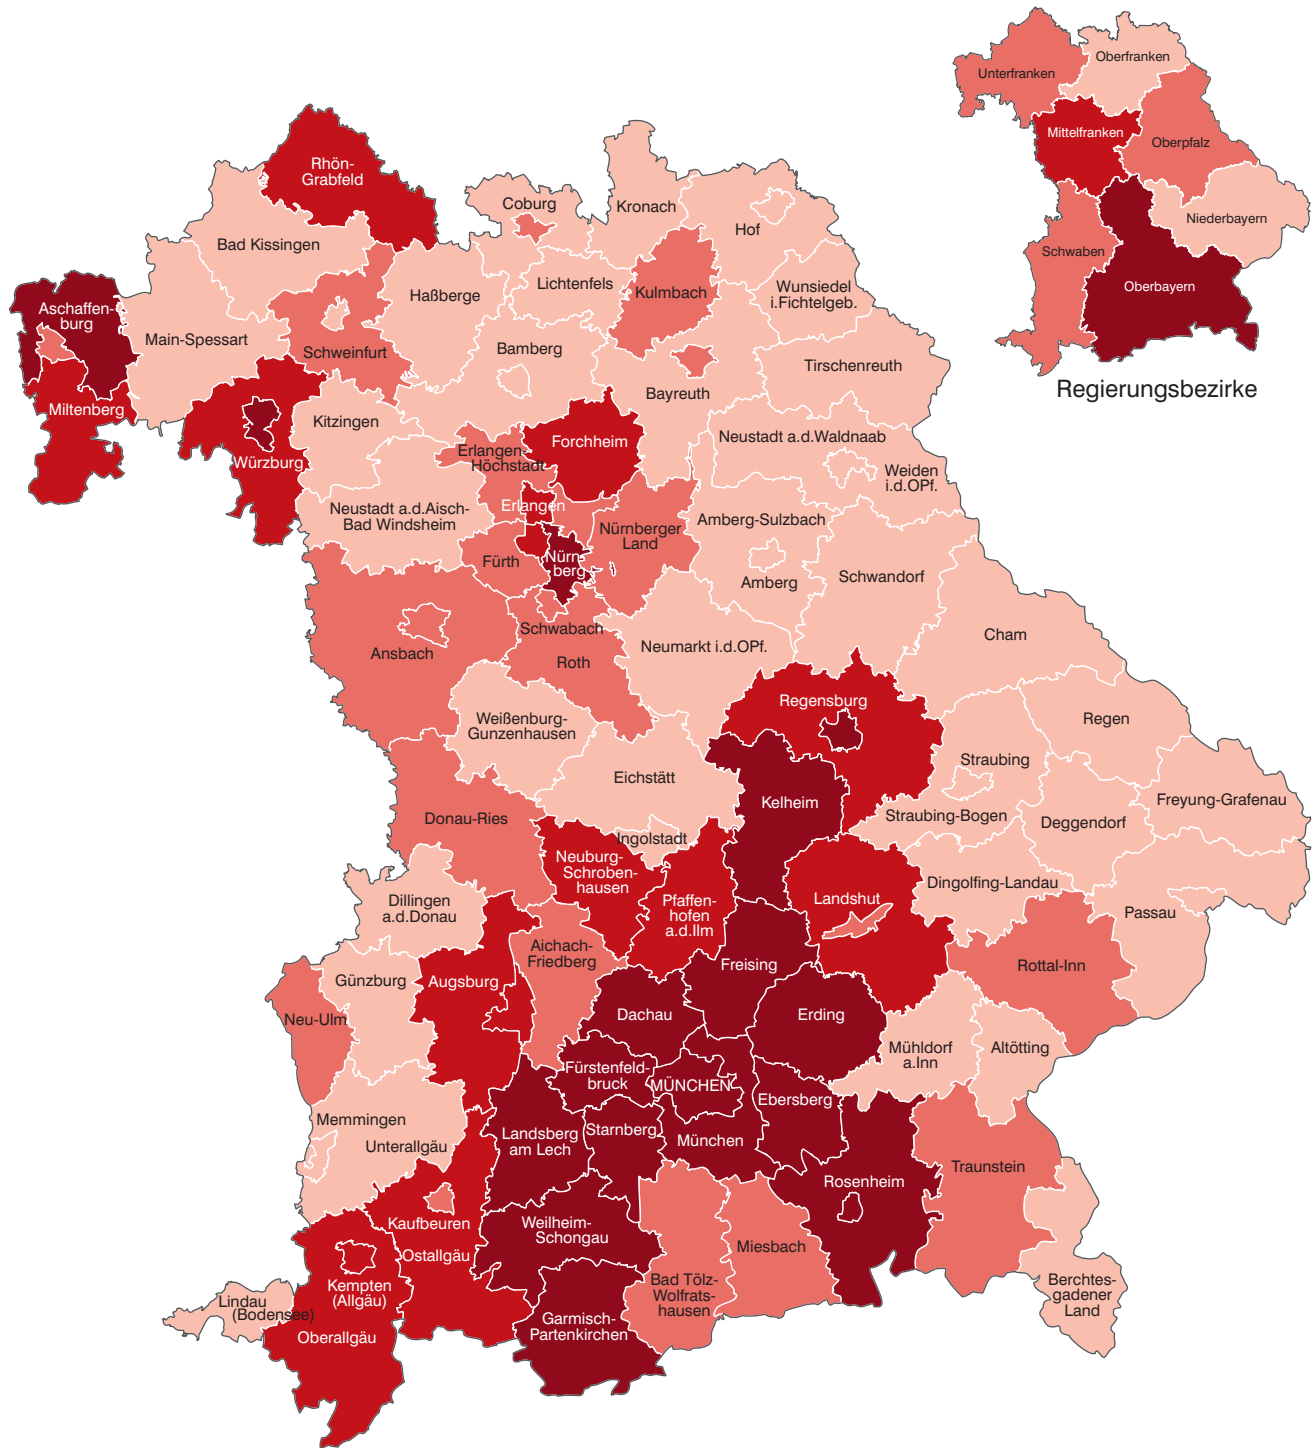 Oberfranken
Unterfranken
Mittelfranken
Oberpfalz
Niederbayern
Schwaben
Oberbayern
Regierungsbezirke
Rhön-
Grabfeld
Coburg
Kronach
Hof
Bad Kissingen
Lichtenfels
Kulmbach
Wunsiedel
i.Fichtelgeb.
Haßberge
Aschaffen-
burg
Main-Spessart
Schweinfurt
Bamberg
Tirschenreuth
Bayreuth
Miltenberg
Kitzingen
Würzburg
Forchheim
Neustadt a.d.Waldnaab
Erlangen-
Höchstadt
Weiden
i.d.OPf.
Neustadt a.d.Aisch-
Bad Windsheim
Erlangen
Nürnberger
Land
Amberg-Sulzbach
Fürth
Nürn-
berg
Amberg
Schwandorf
Schwabach
Ansbach
Roth
Neumarkt i.d.OPf.
Cham
Regensburg
Weißenburg-
Gunzenhausen
Regen
Straubing
Eichstätt
Kelheim
Freyung-Grafenau
Donau-Ries
Straubing-Bogen
Deggendorf
Ingolstadt
Neuburg-
Schroben-
hausen
Dingolfing-Landau
Dillingen
a.d.Donau
Pfaffen-
hofen
a.d.Ilm
Landshut
Passau
Aichach-
Friedberg
Freising
Rottal-Inn
Günzburg
Augsburg
Neu-Ulm
Dachau
Erding
Mühldorf
a.Inn
Altötting
Fürstenfeld-
bruck
MÜNCHEN
Ebersberg
Memmingen
Unterallgäu
Landsberg
am Lech
Starnberg
München
Traunstein
Rosenheim
Kaufbeuren
Weilheim-
Schongau
Miesbach
Ostallgäu
Bad Tölz-
Wolfrats-
hausen
Berchtes-
gadener
Land
Kempten
(Allgäu)
Lindau
(Bodensee)
Oberallgäu
Garmisch-
Partenkirchen